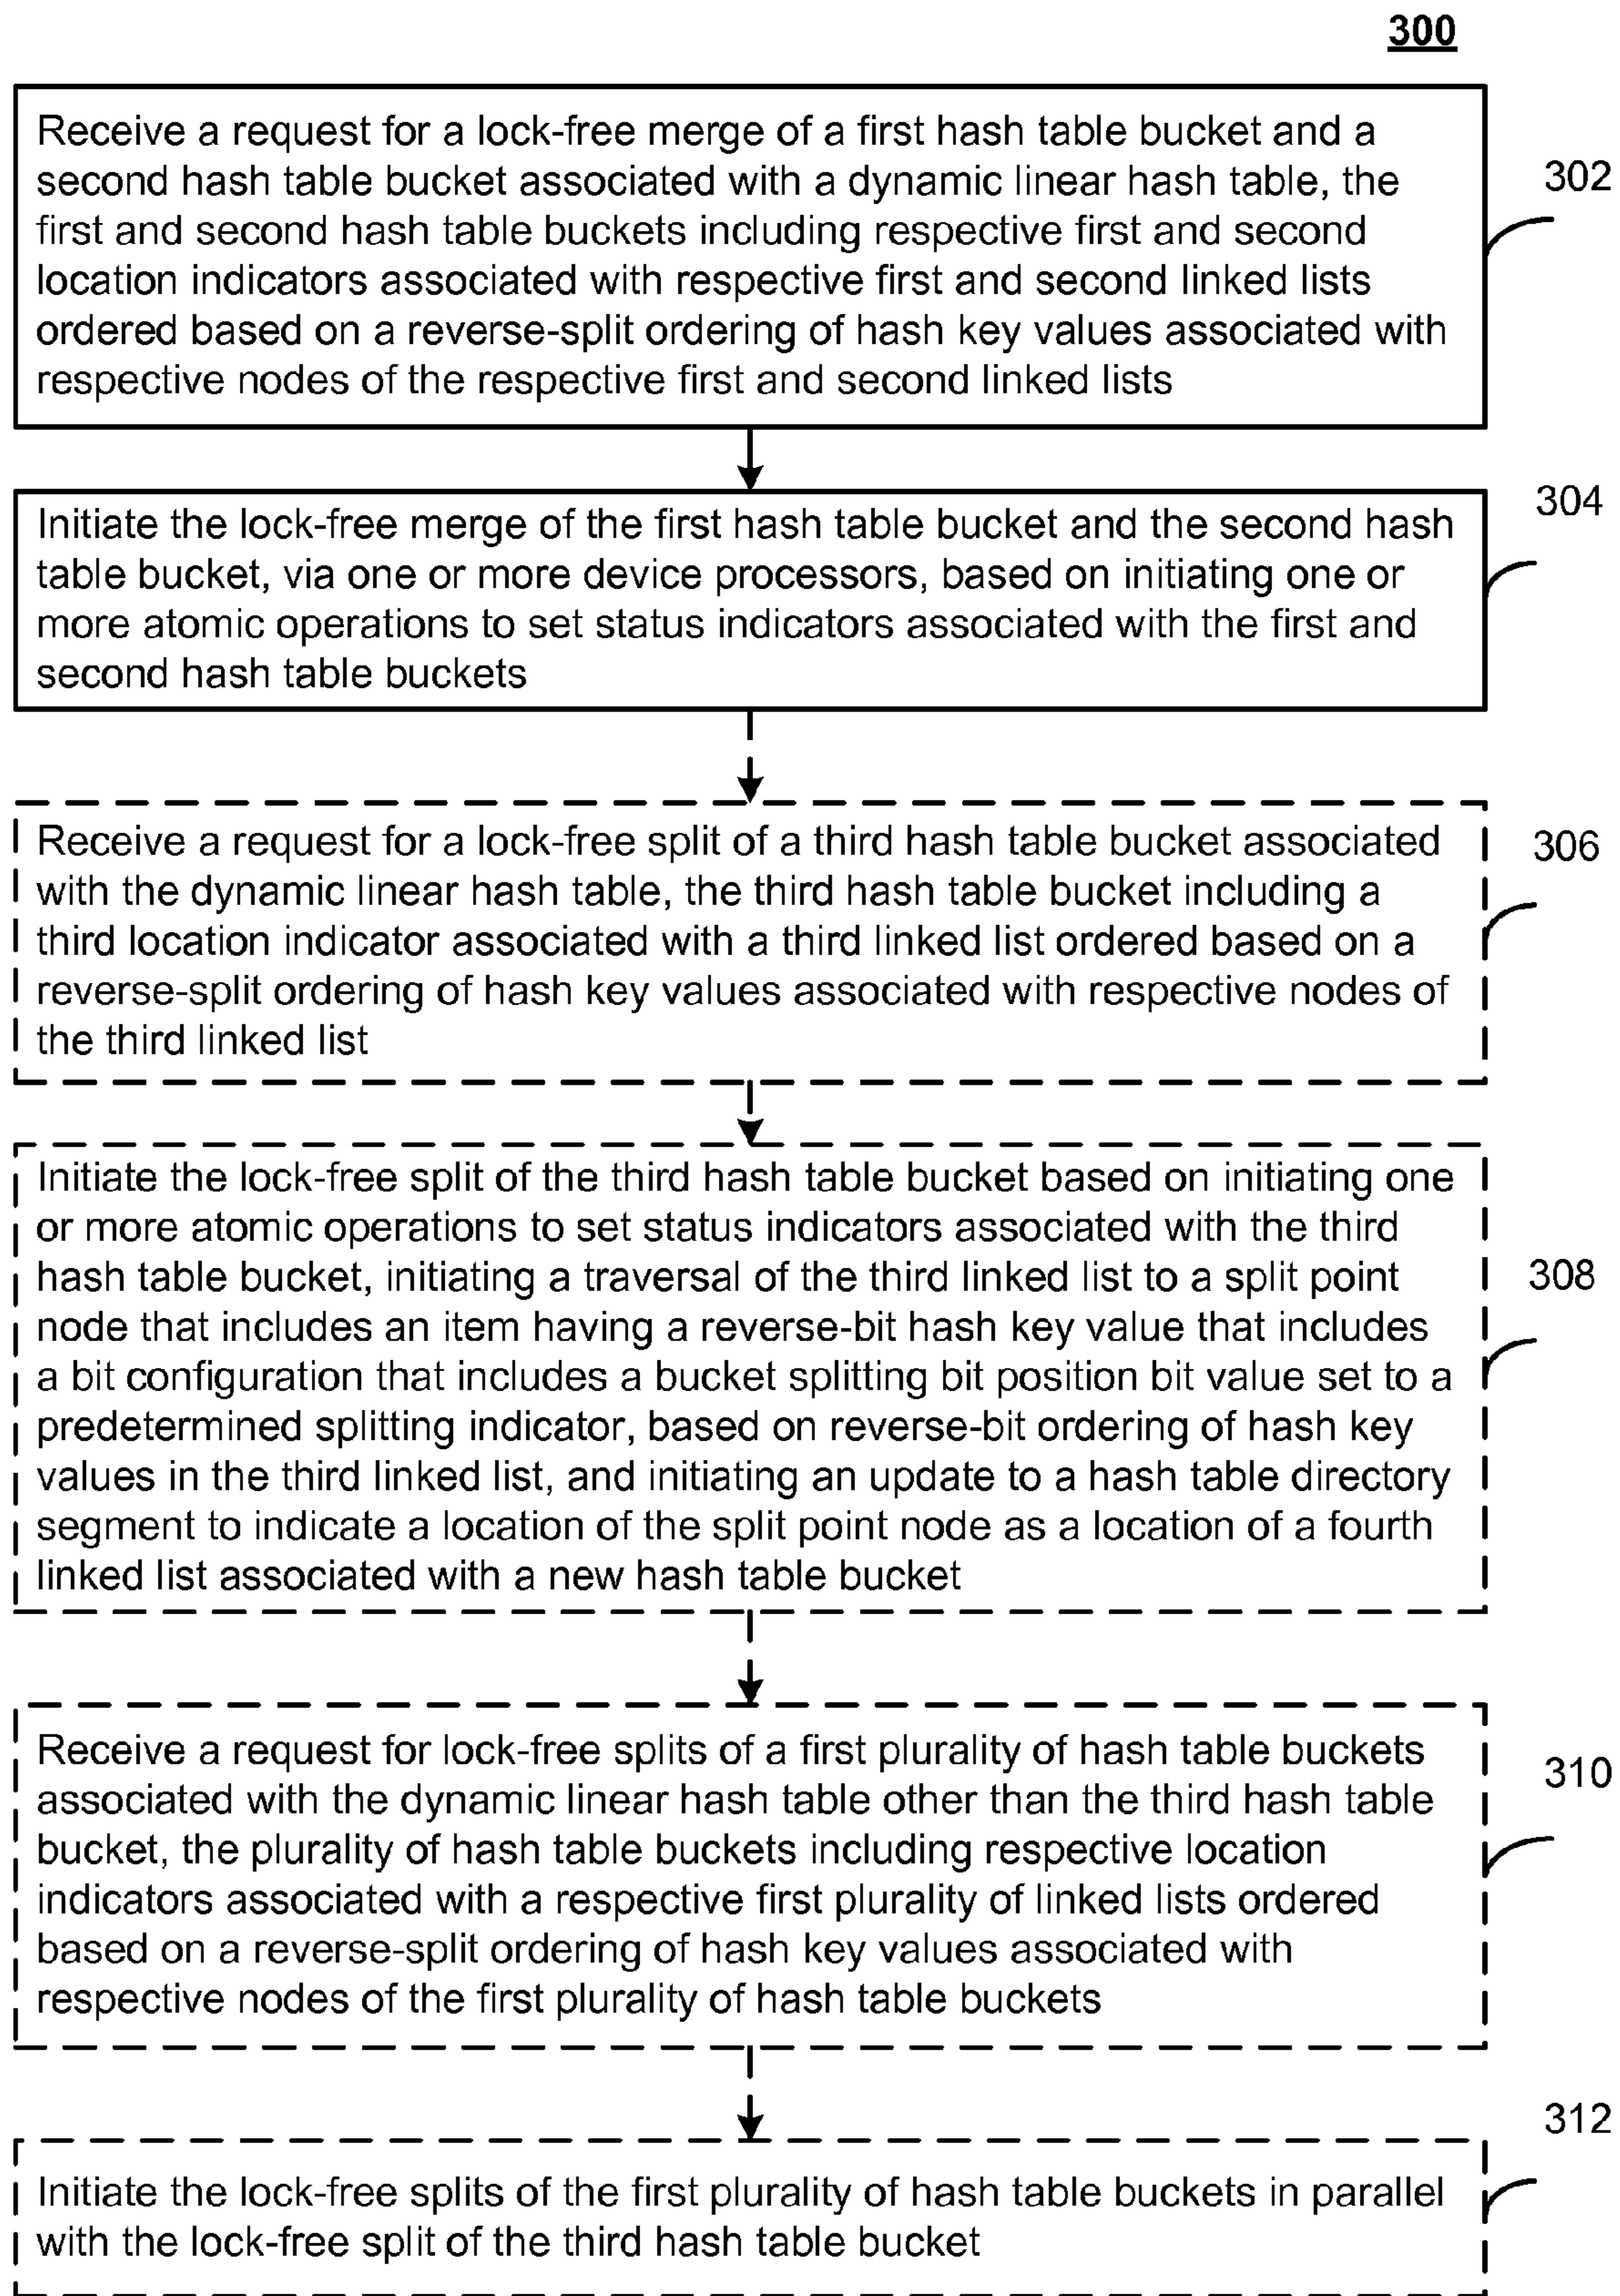 300
Receive a request for a lock-free merge of a first hash table bucket and a
second hash table bucket associated with a dynamic linear hash table, the
first and second hash table buckets including respective first and second
location indicators associated with respective first and second linked lists
ordered based on a reverse-split ordering of hash key values associated with
respective nodes of the respective first and second linked lists
302
Initiate the lock-free merge of the first hash table bucket and the second hash
table bucket, via one or more device processors, based on initiating one or
more atomic operations to set status indicators associated with the first and
second hash table buckets
304
Receive a request for a lock-free split of a third hash table bucket associated
with the dynamic linear hash table, the third hash table bucket including a
third location indicator associated with a third linked list ordered based on a
reverse-split ordering of hash key values associated with respective nodes of
the third linked list
306
Initiate the lock-free split of the third hash table bucket based on initiating one
or more atomic operations to set status indicators associated with the third
hash table bucket, initiating a traversal of the third linked list to a split point
node that includes an item having a reverse-bit hash key value that includes
a bit configuration that includes a bucket splitting bit position bit value set to a
predetermined splitting indicator, based on reverse-bit ordering of hash key
values in the third linked list, and initiating an update to a hash table directory
segment to indicate a location of the split point node as a location of a fourth
linked list associated with a new hash table bucket
308
Receive a request for lock-free splits of a first plurality of hash table buckets
associated with the dynamic linear hash table other than the third hash table
bucket, the plurality of hash table buckets including respective location
indicators associated with a respective first plurality of linked lists ordered
based on a reverse-split ordering of hash key values associated with
respective nodes of the first plurality of hash table buckets
310
Initiate the lock-free splits of the first plurality of hash table buckets in parallel
with the lock-free split of the third hash table bucket
312